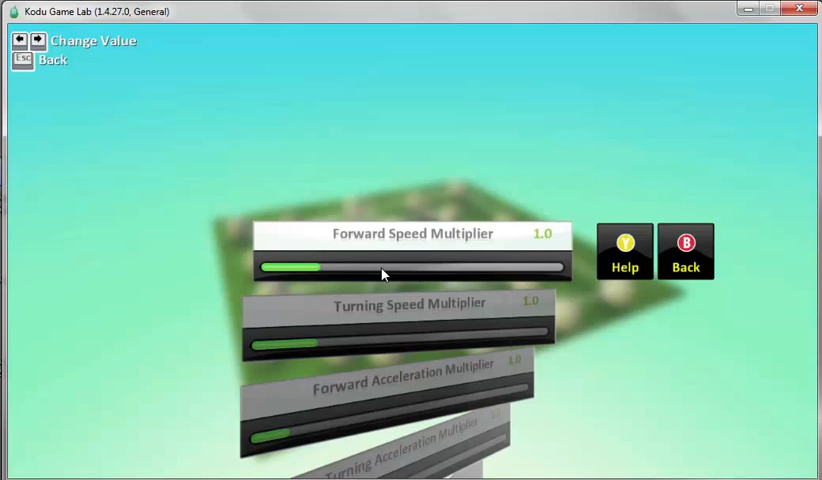 Kodu Game Lab (1.4.27.0, General)
Change Value
Esc Back
Forward Speed Multiplier 1.0
Help Back
Turning Speed Multiplier 1.0
Forward Acceleration Multiplier 1.0
Turning Acceleration Multiplier